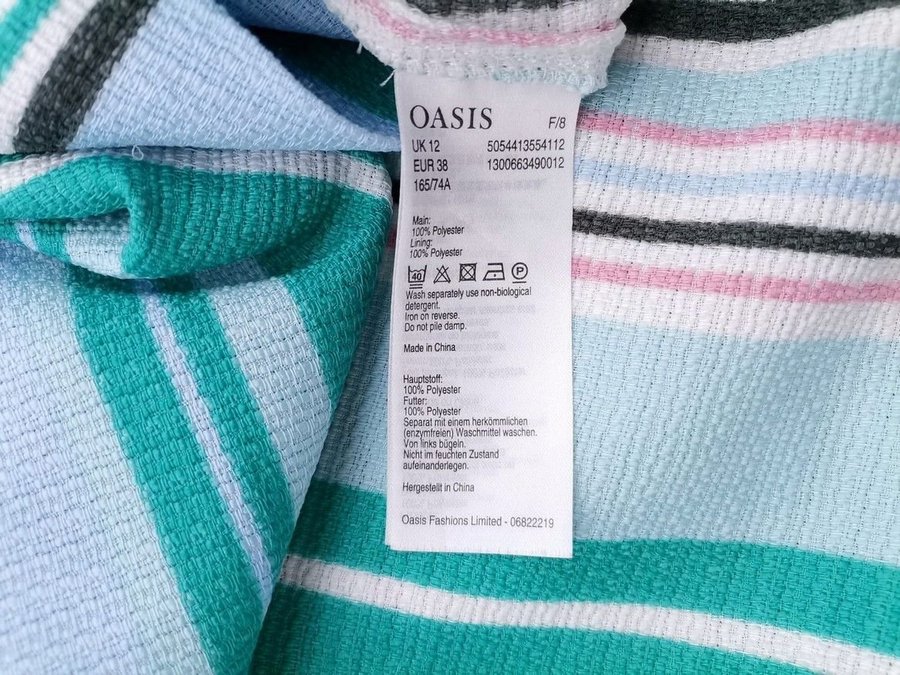 OASIS F/8
UK 12 5054413554112
EUR 38 1300663490012
165/74A
Main:
100% Polyester
Lining:
100% Polyester
40 P
Wash separately use non-biological
detergent.
Iron on reverse.
Do not pile damp.
Made in China
Hauptstoff:
100% Polyester
Futter:
100% Polyester
Separat mit einem herkömmlichen
(enzymfreien) Waschmittel waschen.
Von links bügeln.
Nicht im feuchten Zustand
aufeinanderlegen.
Hergestellt in China
Oasis Fashions Limited - 06822219